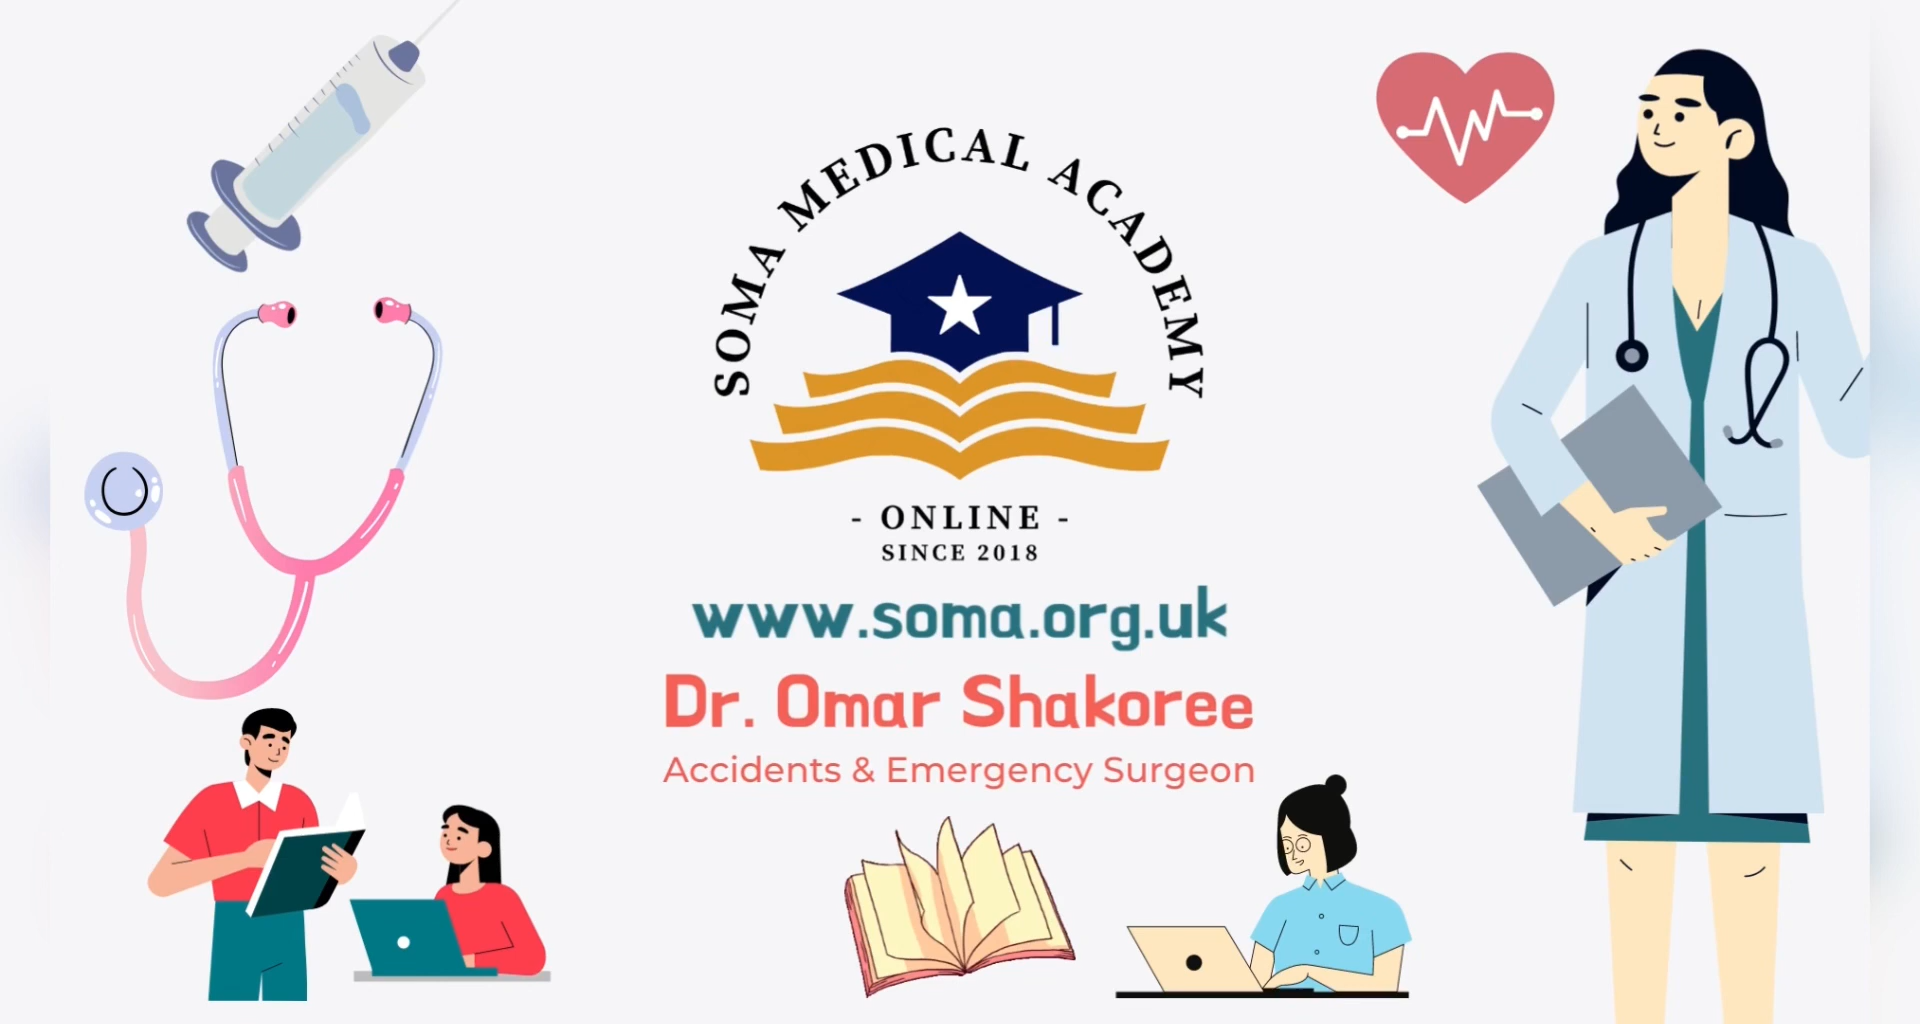 SOMA MEDICAL ACADEMY
- ONLINE -
SINCE 2018
www.soma.org.uk
Dr. Omar Shakoree
Accidents & Emergency Surgeon